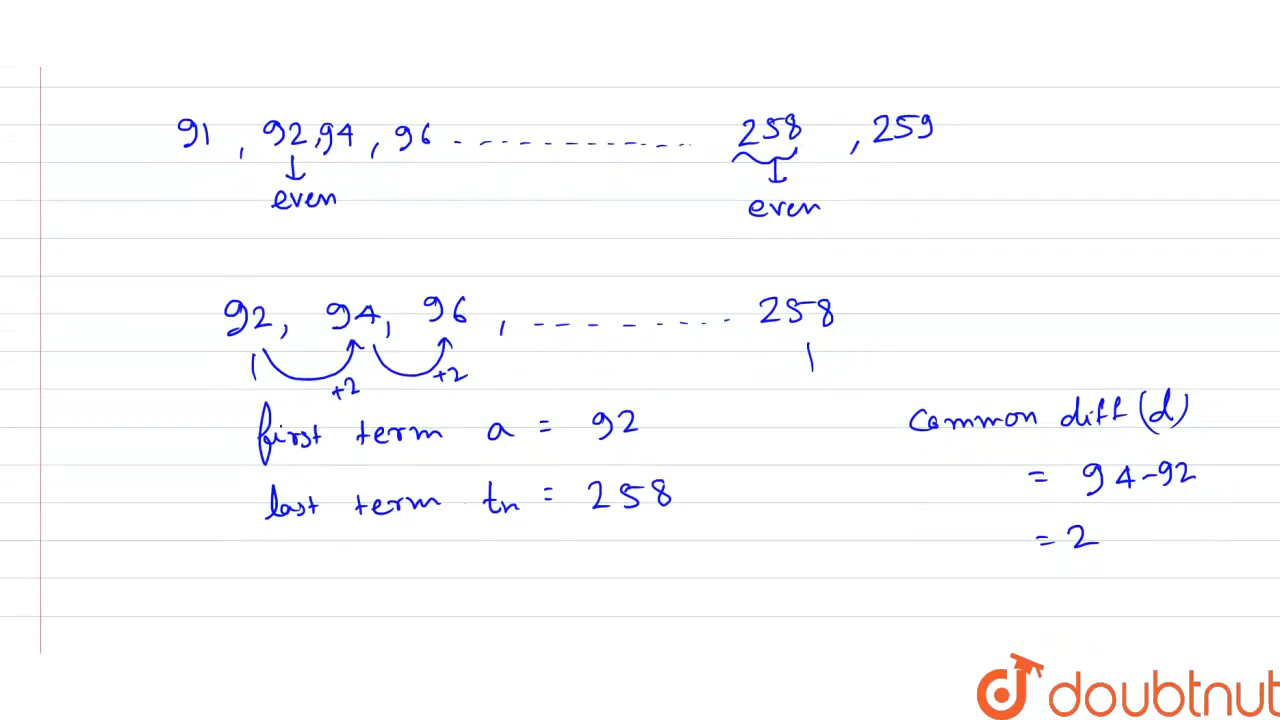 91 , 92 , 94 , 96 ............... 258 , 259
even even
92 , 94 , 96 , ............ 258
+2 +2
first term a = 92
last term tn = 258
common diff (d)
= 94-92
= 2
doubtnut